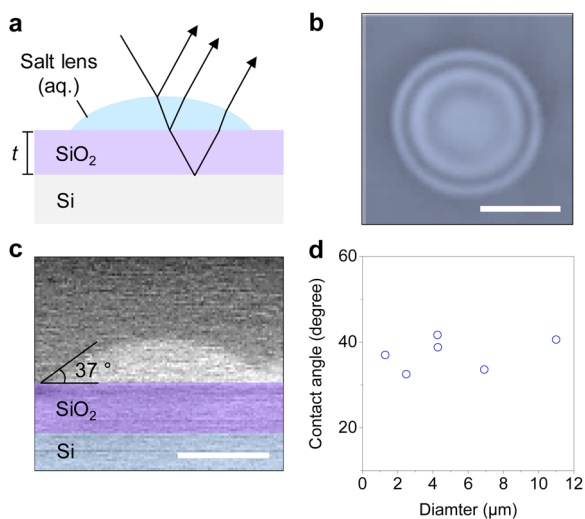 a
Salt lens
(aq.)
t
SiO2
Si
b
c
37 °
SiO2
Si
d
Contact angle (degree)
60
40
20
0 2 4 6 8 10 12
Diamter (μm)